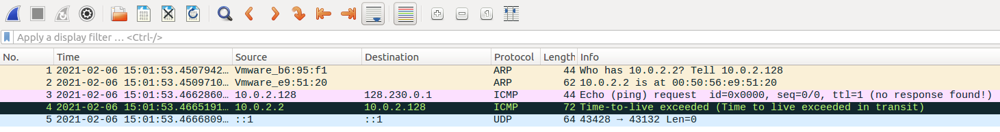 Apply a display filter … <Ctrl-/>
No. Time Source Destination Protocol Length Info
1 2021-02-06 15:01:53.4507942… Vmware_b6:95:f1 ARP 44 Who has 10.0.2.2? Tell 10.0.2.128
2 2021-02-06 15:01:53.4509710… Vmware_e9:51:20 ARP 62 10.0.2.2 is at 00:50:56:e9:51:20
3 2021-02-06 15:01:53.4662860… 10.0.2.128 128.230.0.1 ICMP 44 Echo (ping) request id=0x0000, seq=0/0, ttl=1 (no response found!)
4 2021-02-06 15:01:53.4665191… 10.0.2.2 10.0.2.128 ICMP 72 Time-to-live exceeded (Time to live exceeded in transit)
5 2021-02-06 15:01:53.4666809… ::1 ::1 UDP 64 43428 → 43132 Len=0